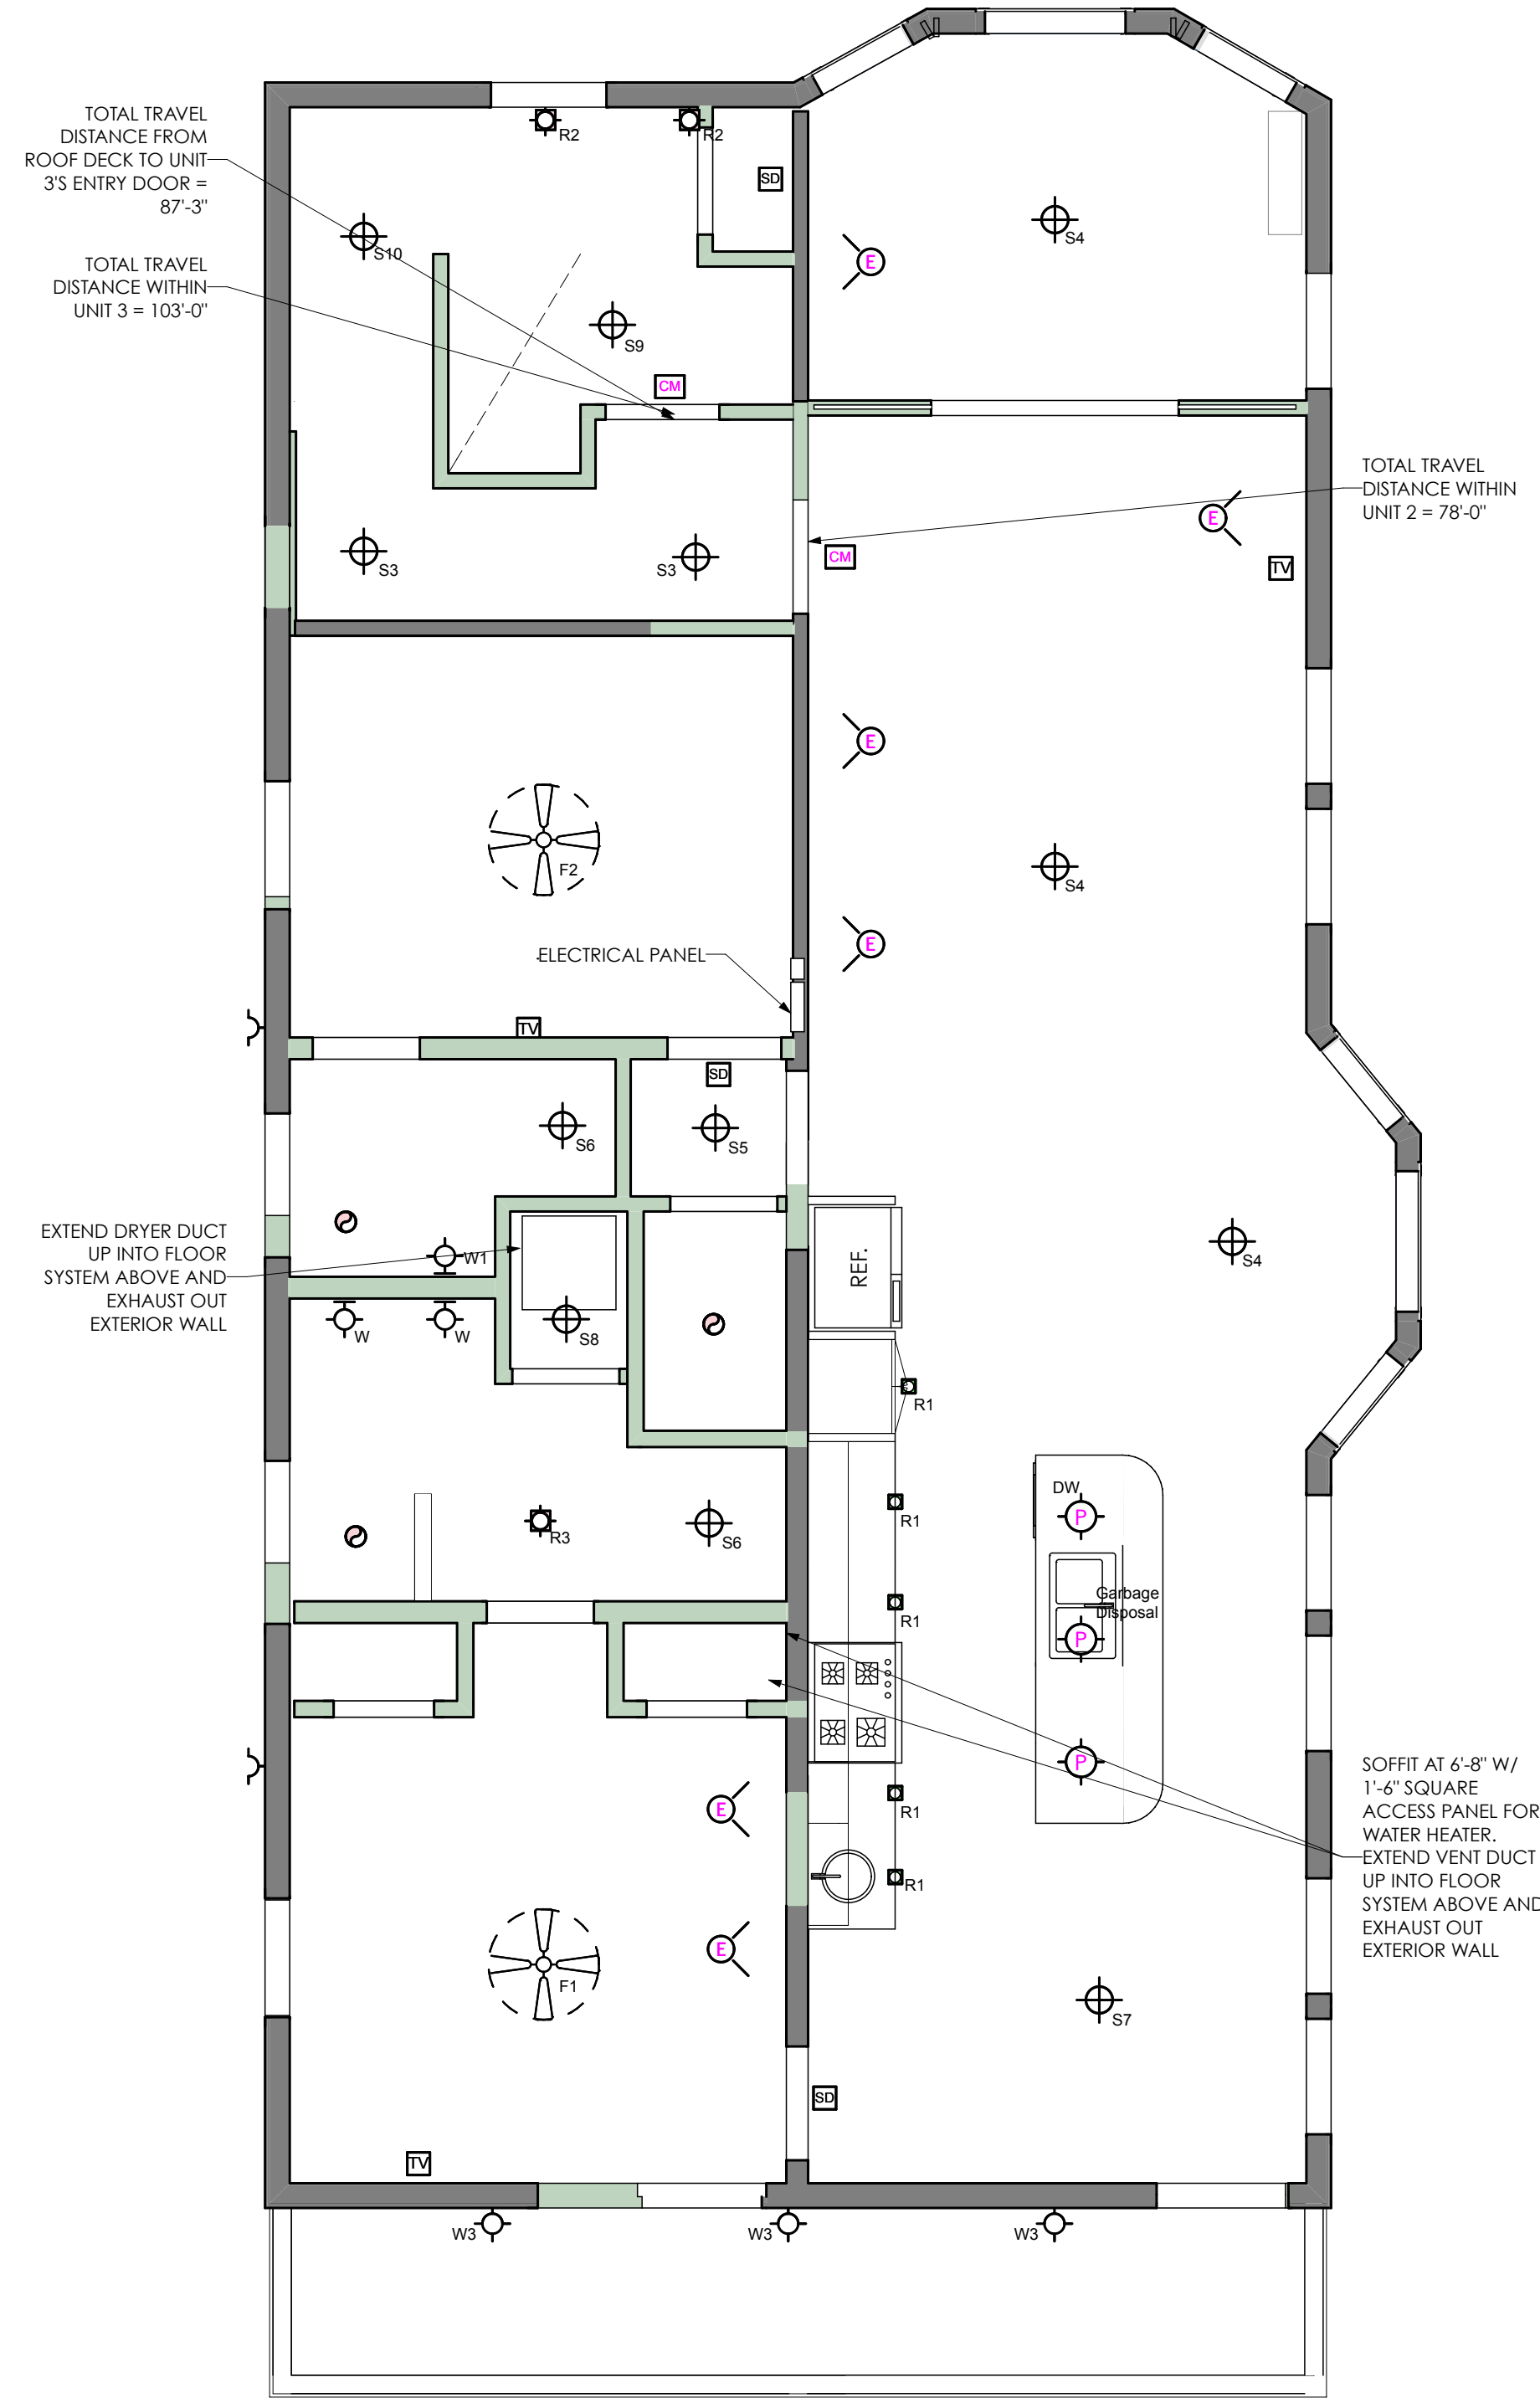 TOTAL TRAVEL
DISTANCE FROM
ROOF DECK TO UNIT
3'S ENTRY DOOR =
87'-3"
R2
R2
SD
S10
S4
E
TOTAL TRAVEL
DISTANCE WITHIN
UNIT 3 = 103'-0"
S9
CM
TOTAL TRAVEL
DISTANCE WITHIN
UNIT 2 = 78'-0"
E
S3
S3
CM
TV
E
F2
S4
E
ELECTRICAL PANEL
TV
SD
S6
S5
EXTEND DRYER DUCT
UP INTO FLOOR
SYSTEM ABOVE AND
EXHAUST OUT
EXTERIOR WALL
W1
REF.
S4
W
W
S8
R1
DW
P
R1
R3
S6
Garbage
Disposal
R1
P
P
SOFFIT AT 6'-8" W/
1'-6" SQUARE
ACCESS PANEL FOR
WATER HEATER.
EXTEND VENT DUCT
UP INTO FLOOR
SYSTEM ABOVE AND
EXHAUST OUT
EXTERIOR WALL
E
R1
R1
E
F1
S7
SD
TV
W3
W3
W3